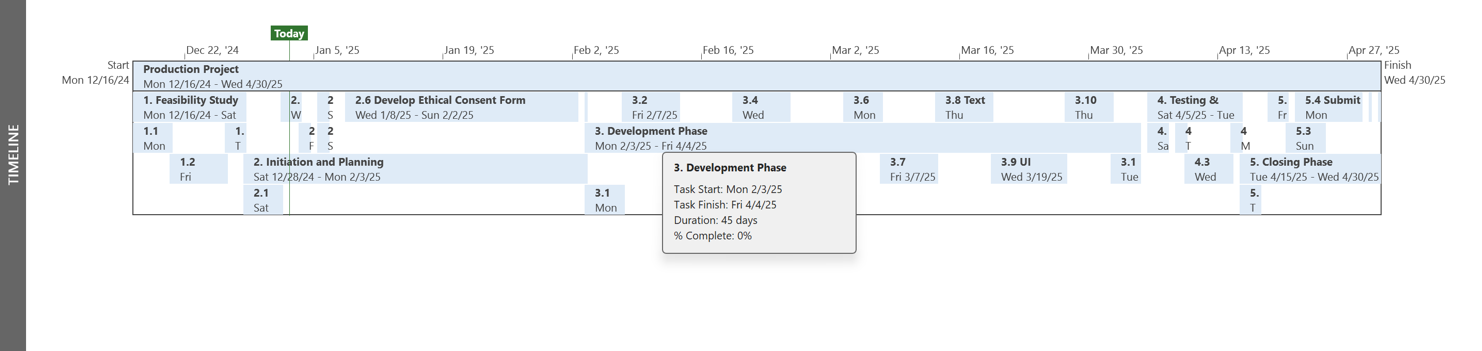 TIMELINE
Today
Dec 22, '24
Jan 5, '25
Jan 19, '25
Feb 2, '25
Feb 16, '25
Mar 2, '25
Mar 16, '25
Mar 30, '25
Apr 13, '25
Apr 27, '25
Start
Mon 12/16/24
Production Project
Mon 12/16/24 - Wed 4/30/25
Finish
Wed 4/30/25
1. Feasibility Study
Mon 12/16/24 - Sat
2.
W
2
S
2.6 Develop Ethical Consent Form
Wed 1/8/25 - Sun 2/2/25
3.2
Fri 2/7/25
3.4
Wed
3.6
Mon
3.8 Text
Thu
3.10
Thu
4. Testing &
Sat 4/5/25 - Tue
5.
Fr
5.4 Submit
Mon
1.1
Mon
1.
T
2
F
2
S
3. Development Phase
Mon 2/3/25 - Fri 4/4/25
4.
Sa
4
T
4
M
5.3
Sun
1.2
Fri
2. Initiation and Planning
Sat 12/28/24 - Mon 2/3/25
3.7
Fri 3/7/25
3.9 UI
Wed 3/19/25
3.1
Tue
4.3
Wed
5. Closing Phase
Tue 4/15/25 - Wed 4/30/25
2.1
Sat
3.1
Mon
5.
T
3. Development Phase
Task Start: Mon 2/3/25
Task Finish: Fri 4/4/25
Duration: 45 days
% Complete: 0%